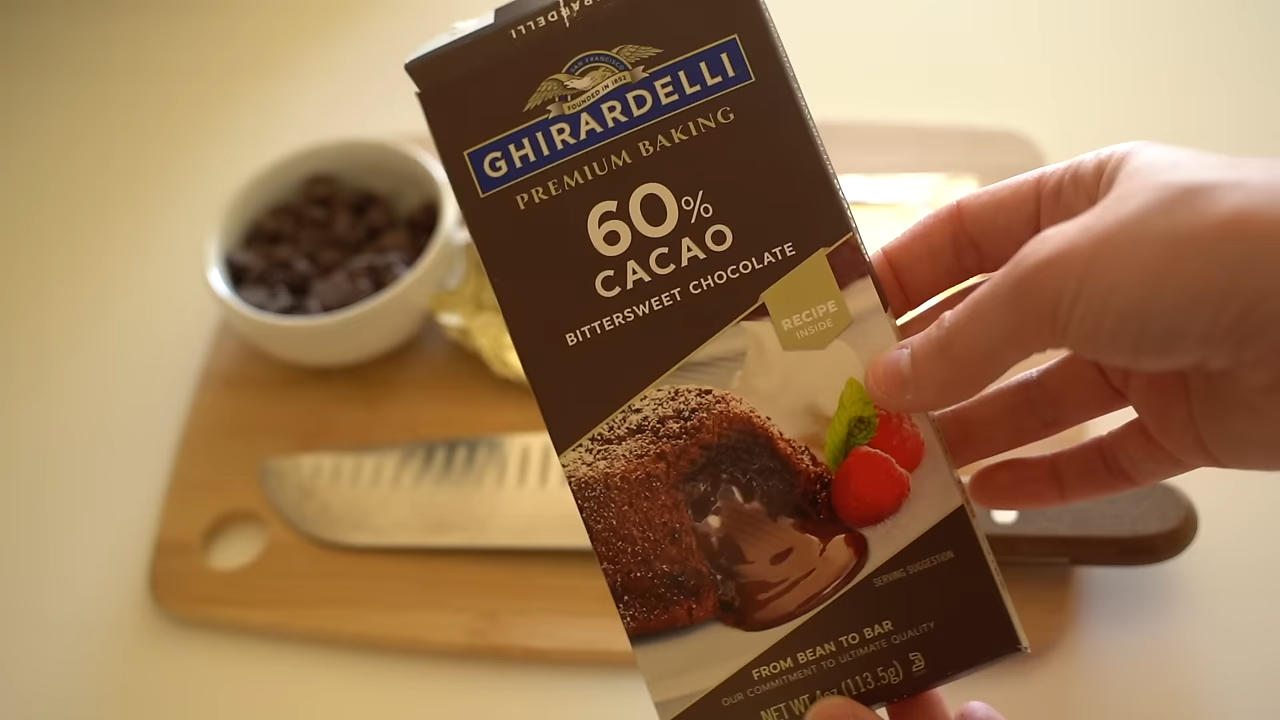 GHIRARDELLI
SAN FRANCISCO
FOUNDED IN 1852
GHIRARDELLI
PREMIUM BAKING
60%
CACAO
BITTERSWEET CHOCOLATE
RECIPE
INSIDE
SERVING SUGGESTION
FROM BEAN TO BAR
OUR COMMITMENT TO ULTIMATE QUALITY
NET WT 4oz (113.5g)